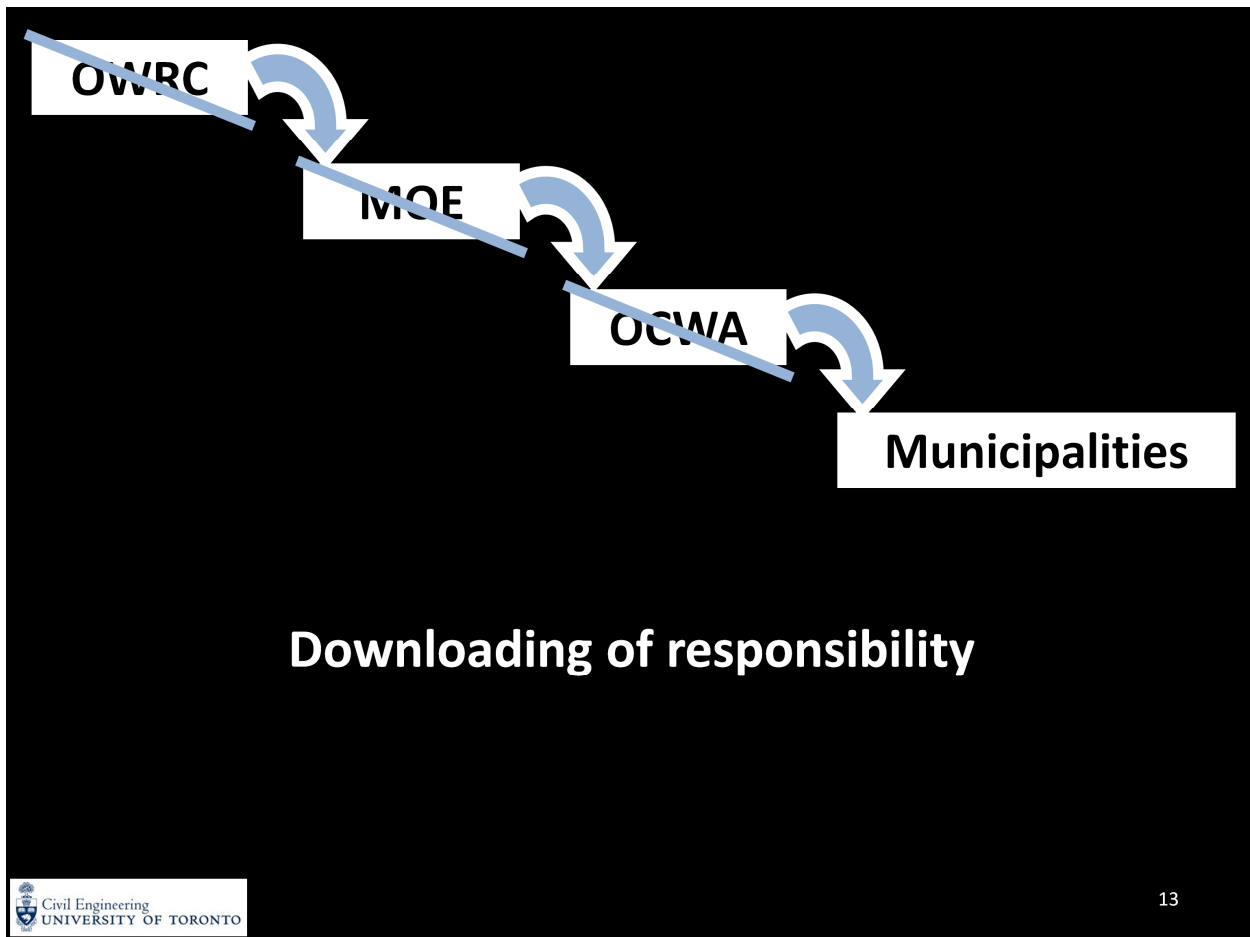 OWRC
MOE
OCWA
Municipalities
Downloading of responsibility
Civil Engineering
UNIVERSITY OF TORONTO
13